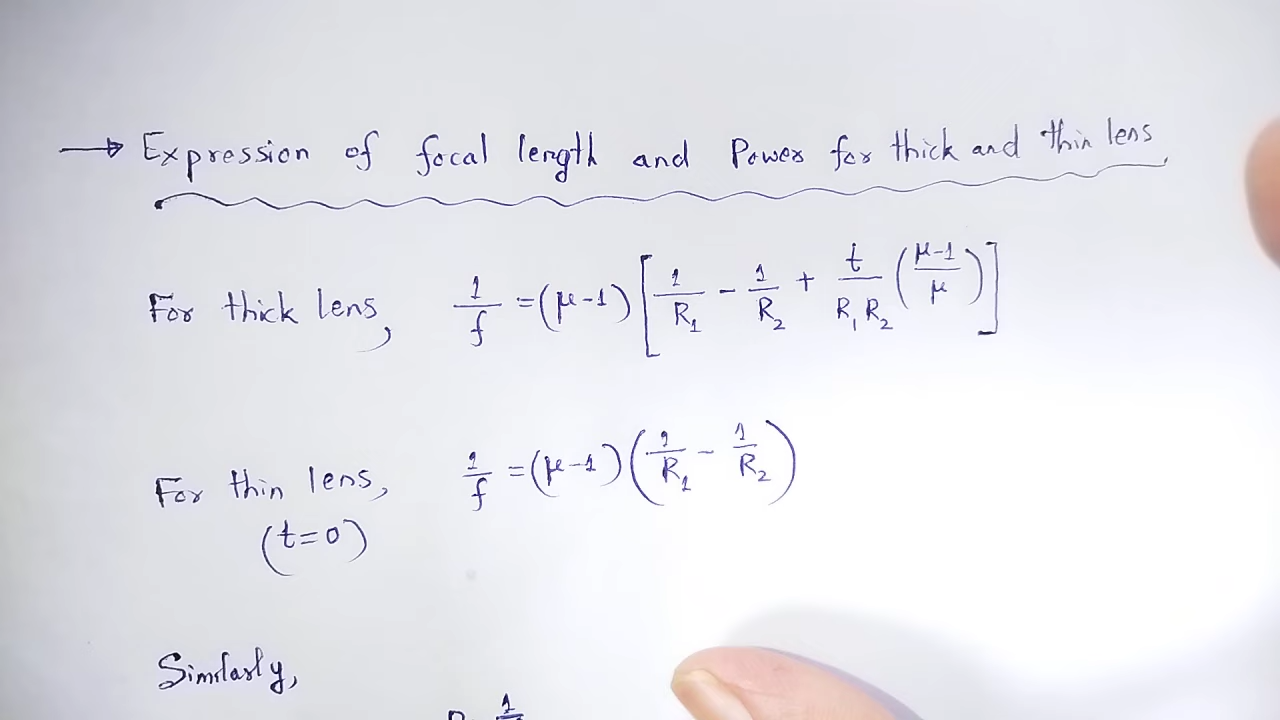 → Expression of focal length and Power for thick and thin lens,
For thick lens, 1/f = (μ-1) [1/R₁ - 1/R₂ + t/R₁R₂ (μ-1/μ)]
For thin lens, 1/f = (μ-1) (1/R₁ - 1/R₂)
(t=0)
Similarly,